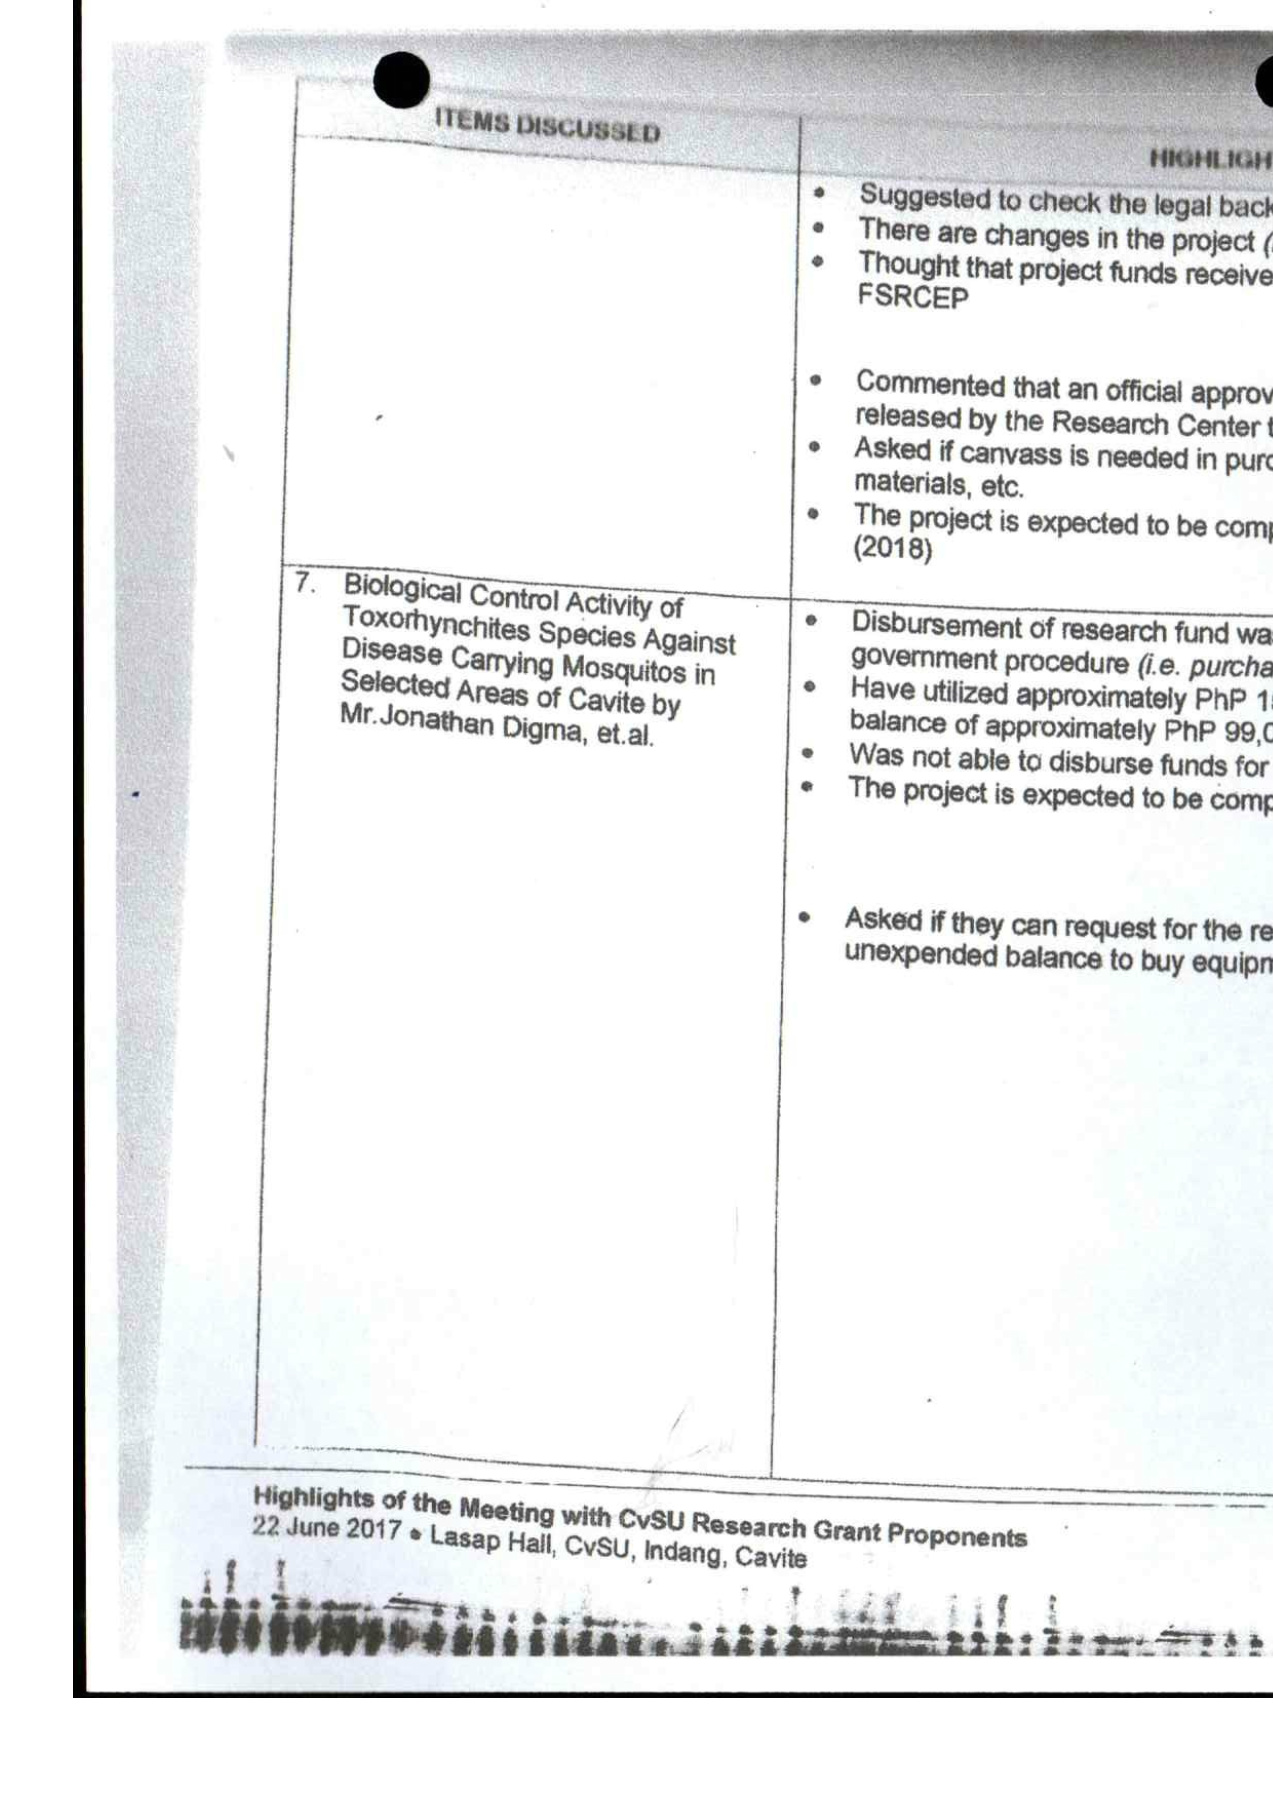 ITEMS DISCUSSED
HIGHLIGH
• Suggested to check the legal back
• There are changes in the project (
• Thought that project funds receive
FSRCEP
• Commented that an official approv
released by the Research Center t
• Asked if canvass is needed in purc
materials, etc.
• The project is expected to be comp
(2018)
7. Biological Control Activity of
Toxorhynchites Species Against
Disease Carrying Mosquitos in
Selected Areas of Cavite by
Mr.Jonathan Digma, et.al.
• Disbursement of research fund wa
government procedure (i.e. purcha
• Have utilized approximately PhP 1
balance of approximately PhP 99,0
• Was not able to disburse funds for
• The project is expected to be comp
• Asked if they can request for the re
unexpended balance to buy equipm
Highlights of the Meeting with CvSU Research Grant Proponents
22 June 2017 • Lasap Hall, CvSU, Indang, Cavite